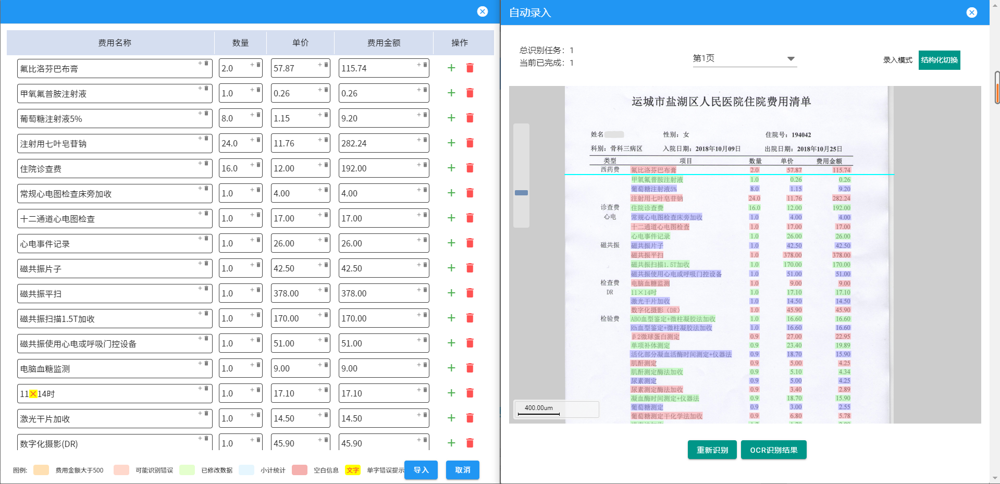 费用名称 数量 单价 费用金额 操作
氟比洛芬巴布膏 2.0 57.87 115.74
甲氧氟普胺注射液 1.0 0.26 0.26
葡萄糖注射液5% 8.0 1.15 9.20
注射用七叶皂苷钠 24.0 11.76 282.24
住院诊查费 16.0 12.00 192.00
常规心电图检查床旁加收 1.0 4.00 4.00
十二通道心电图检查 1.0 17.00 17.00
心电事件记录 1.0 26.00 26.00
磁共振片子 1.0 42.50 42.50
磁共振平扫 1.0 378.00 378.00
磁共振扫描1.5T加收 1.0 170.00 170.00
磁共振使用心电或呼吸门控设备 1.0 51.00 51.00
电脑血糖监测 1.0 9.00 9.00
11×14时 1.0 17.10 17.10
激光干片加收 1.0 14.50 14.50
数字化摄影(DR) 1.0 45.90 45.90
图例: 费用金额大于500 可能识别错误 已修改数据 小计统计 空白信息 文字 单字错误提示 导入 取消
自动录入
总识别任务：1
当前已完成：1
第1页
录入模式 结构化切换
运城市盐湖区人民医院住院费用清单
姓名 性别：女 住院号：194042
科别：骨科三病区 入院日期：2018年10月09日 出院日期：2018年10月25日
类型 项目 数量 单价 费用金额
西药费 氟比洛芬巴布膏 2.0 57.87 115.74
甲氧氟普胺注射液 1.0 0.26 0.26
葡萄糖注射液5% 8.0 1.15 9.20
注射用七叶皂苷钠 24.0 11.76 282.24
诊查费 住院诊查费 16.0 12.00 192.00
心电 常规心电图检查床旁加收 1.0 4.00 4.00
十二通道心电图检查 1.0 17.00 17.00
心电事件记录 1.0 26.00 26.00
磁共振 磁共振片子 1.0 42.50 42.50
磁共振平扫 1.0 378.00 378.00
磁共振扫描1.5T加收 1.0 170.00 170.00
磁共振使用心电或呼吸门控设备 1.0 51.00 51.00
检查费 电脑血糖监测 1.0 9.00 9.00
DR 11×14吋 1.0 17.10 17.10
激光干片加收 1.0 14.50 14.50
数字化摄影（DR） 1.0 45.90 45.90
检验费 ABO血型鉴定+微柱凝胶法加收 1.0 16.60 16.60
Rh血型鉴定+微柱凝胶法加收 1.0 16.60 16.60
β2微球蛋白测定 0.9 27.00 22.95
单项补体测定 0.9 23.40 19.89
活化部分凝血活酶时间测定+仪器法 0.9 18.70 15.90
肌酐测定 0.9 5.00 4.25
肌酐测定酶法加收 0.9 5.10 4.34
尿素测定 0.9 5.00 4.25
尿素测定酶法加收 0.9 3.40 2.89
凝血酶时间测定+仪器法 0.9 18.70 15.90
葡萄糖测定 0.9 3.00 2.55
葡萄糖测定干化学法加收 0.9 6.80 5.78
400.00um
重新识别 OCR识别结果